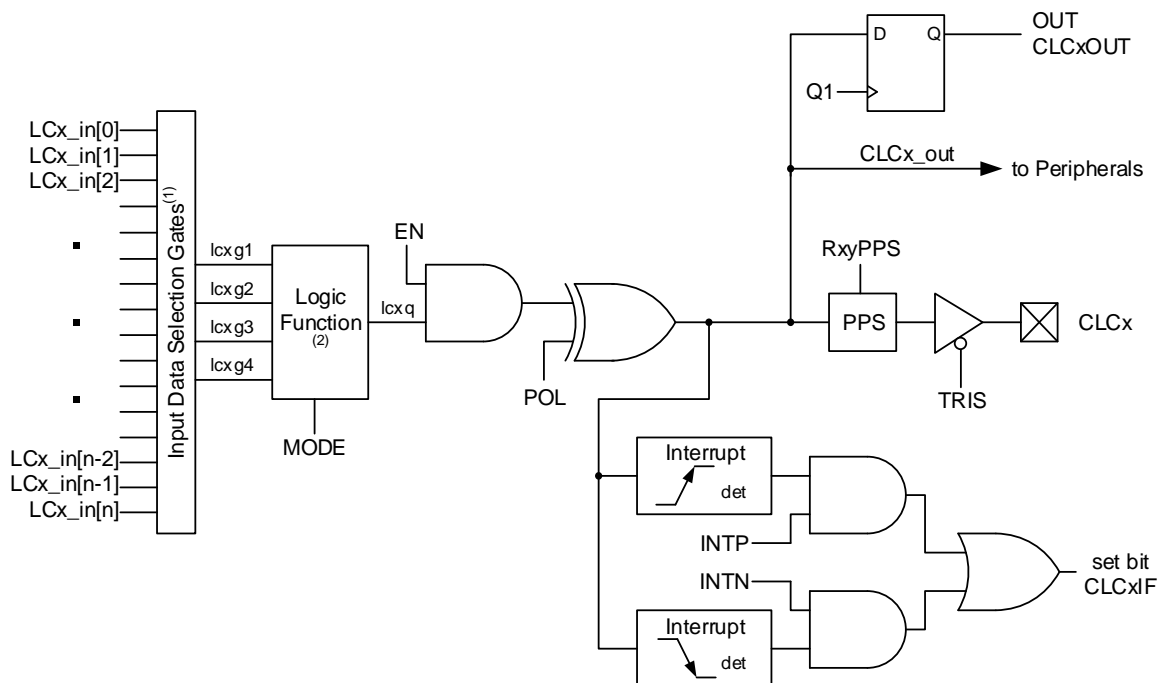 OUT
CLCxOUT
D
Q
Q1
CLCx_out
to Peripherals
LCx_in[0]
LCx_in[1]
LCx_in[2]
LCx_in[n-2]
LCx_in[n-1]
LCx_in[n]
Input Data Selection Gates(1)
lcxg1
lcxg2
lcxg3
lcxg4
Logic
Function
(2)
MODE
lcxq
EN
POL
RxyPPS
PPS
TRIS
CLCx
Interrupt
det
INTP
INTN
Interrupt
det
set bit
CLCxIF